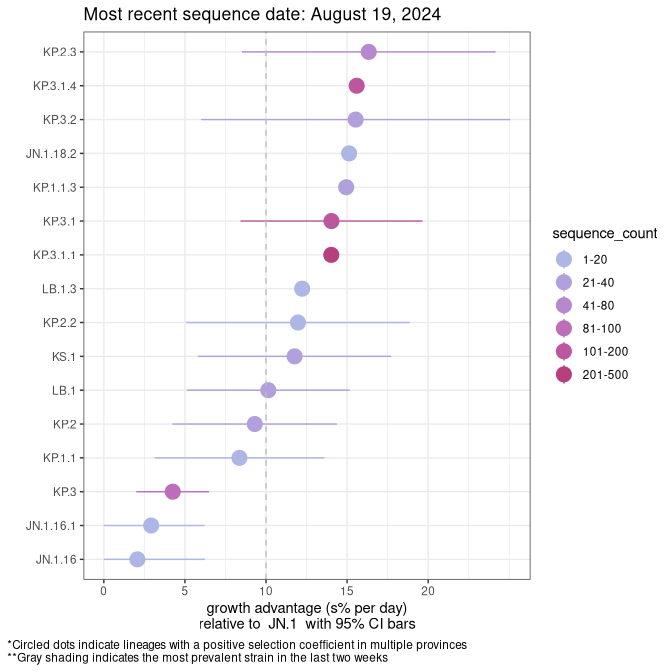 Most recent sequence date: August 19, 2024
KP.2.3
KP.3.1.4
KP.3.2
JN.1.18.2
KP.1.1.3
KP.3.1
KP.3.1.1
LB.1.3
KP.2.2
KS.1
LB.1
KP.2
KP.1.1
KP.3
JN.1.16.1
JN.1.16
0 5 10 15 20
growth advantage (s% per day)
relative to JN.1 with 95% CI bars
sequence_count
1-20
21-40
41-80
81-100
101-200
201-500
*Circled dots indicate lineages with a positive selection coefficient in multiple provinces
**Gray shading indicates the most prevalent strain in the last two weeks